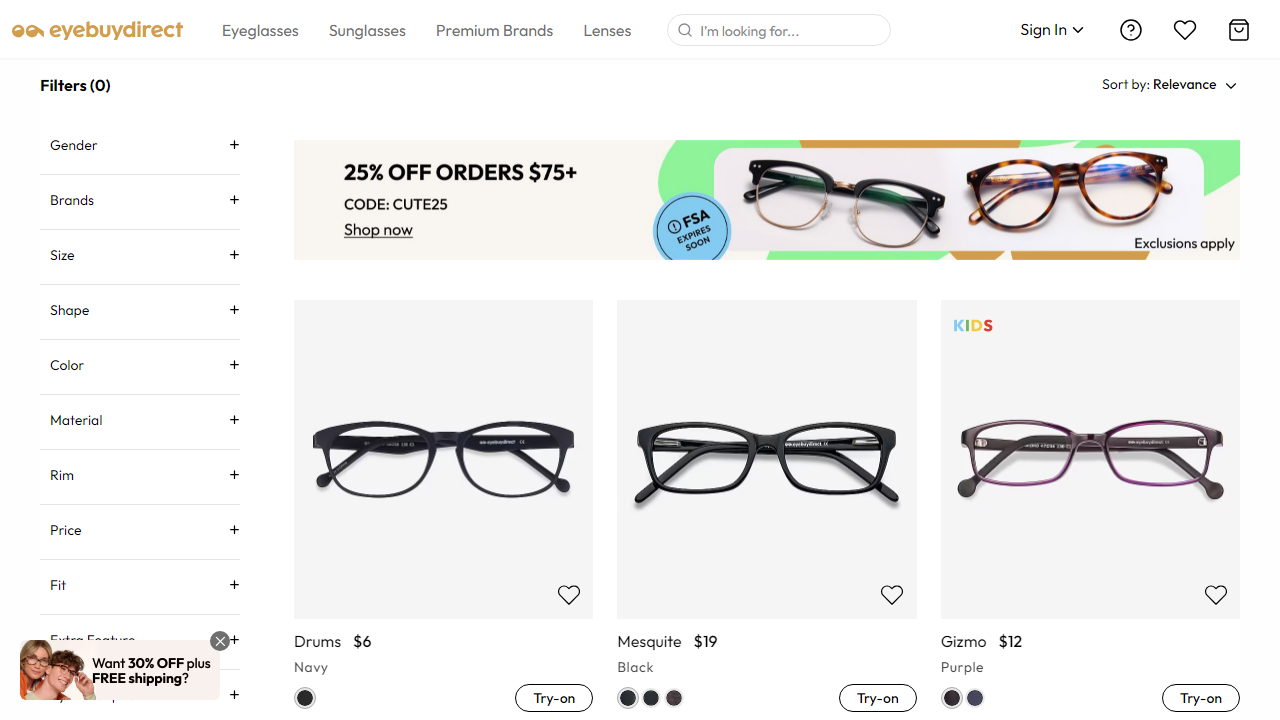 eyebuydirect
Eyeglasses
Sunglasses
Premium Brands
Lenses
I'm looking for...
Sign In
Filters (0)
Sort by: Relevance
Gender
Brands
Size
Shape
Color
Material
Rim
Price
Fit
25% OFF ORDERS $75+
CODE: CUTE25
Shop now
FSA
EXPIRES
SOON
Exclusions apply
KIDS
eyebuydirect
eyebuydirect
eyebuydirect
Drums $6
Navy
Try-on
Mesquite $19
Black
Try-on
Gizmo $12
Purple
Try-on
Want 30% OFF plus
FREE shipping?